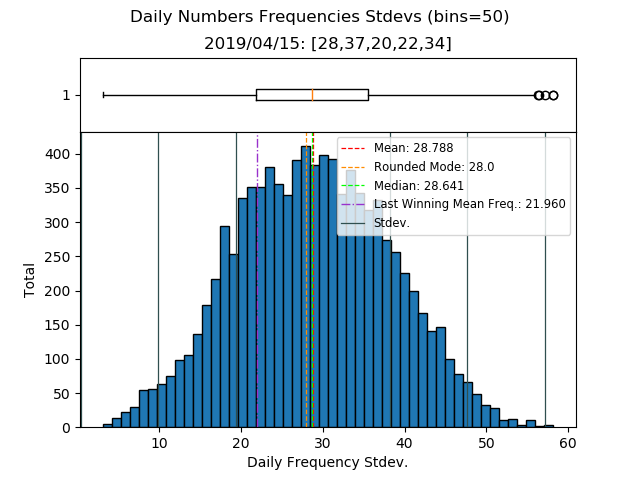 Daily Numbers Frequencies Stdevs (bins=50)
2019/04/15: [28,37,20,22,34]
1
Mean: 28.788
Rounded Mode: 28.0
Median: 28.641
Last Winning Mean Freq.: 21.960
Stdev.
400
350
300
250
200
150
100
50
0
Total
10 20 30 40 50 60
Daily Frequency Stdev.